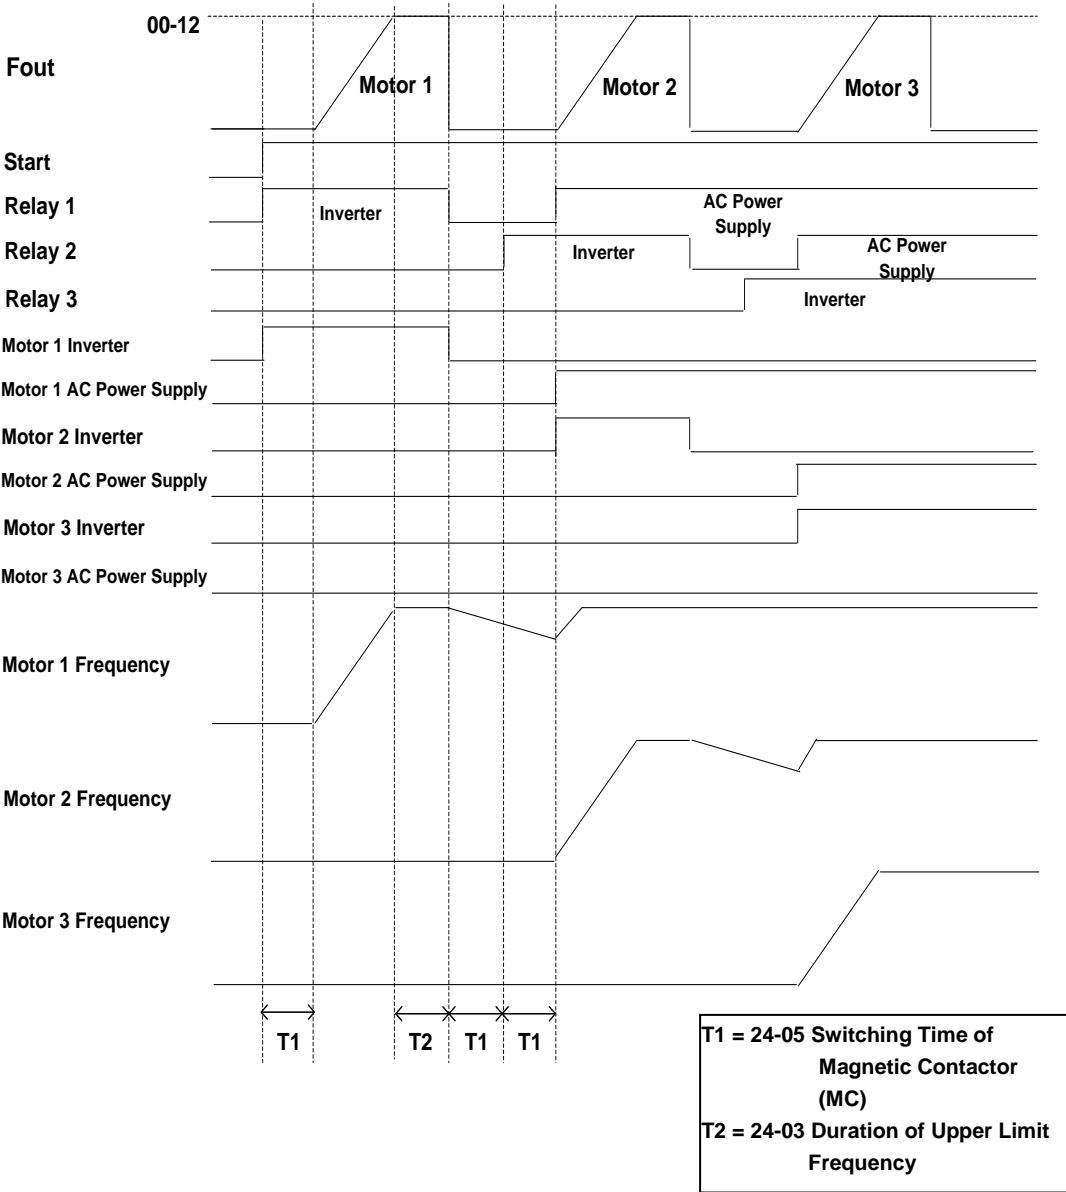 00-12
Fout
Motor 1
Motor 2
Motor 3
Start
Relay 1
Inverter
AC Power
Supply
Relay 2
Inverter
AC Power
Supply
Relay 3
Inverter
Motor 1 Inverter
Motor 1 AC Power Supply
Motor 2 Inverter
Motor 2 AC Power Supply
Motor 3 Inverter
Motor 3 AC Power Supply
Motor 1 Frequency
Motor 2 Frequency
Motor 3 Frequency
T1
T2
T1
T1
T1 = 24-05 Switching Time of
Magnetic Contactor
(MC)
T2 = 24-03 Duration of Upper Limit
Frequency